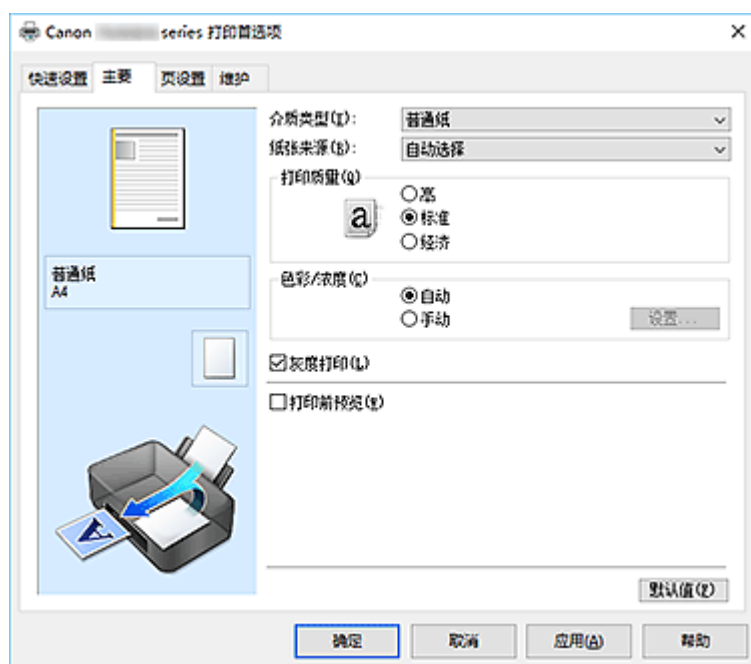 Canon series 打印首选项
快速设置 主要 页设置 维护
介质类型(I): 普通纸
纸张来源(B): 自动选择
打印质量(Q)
高
a
标准
经济
普通纸
A4
色彩/浓度(C)
自动
手动
设置...
灰度打印(L)
打印前预览(V)
A
默认值(Z)
确定 取消 应用(A) 帮助